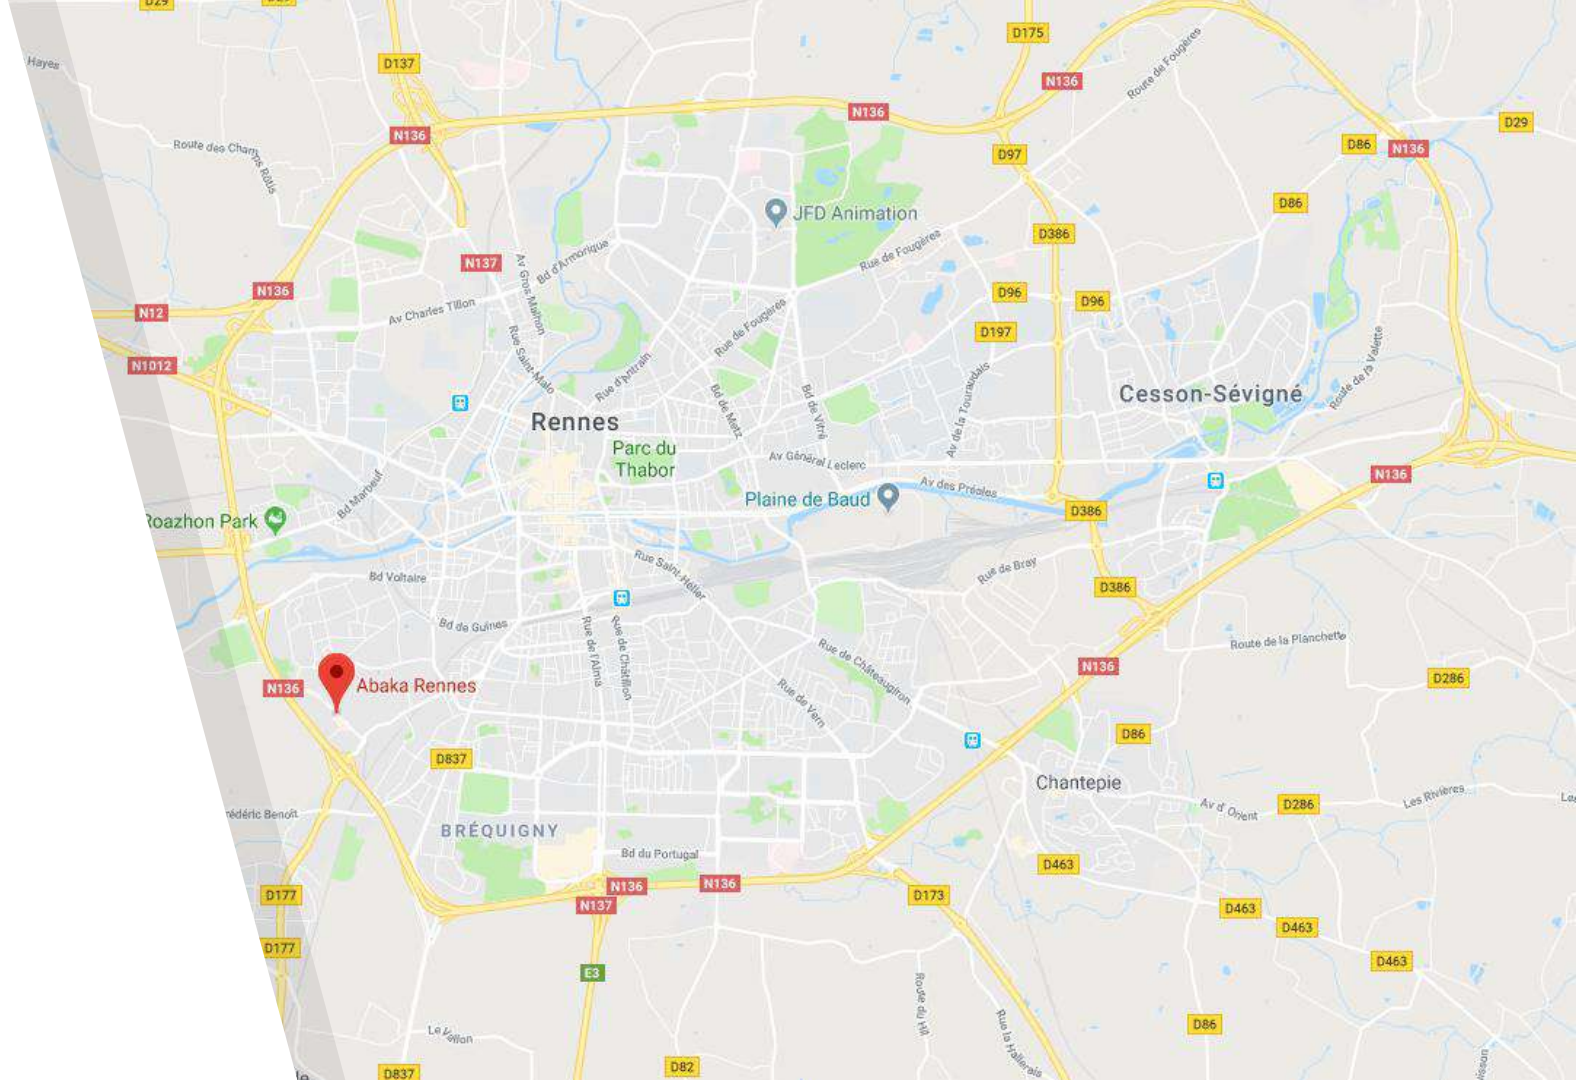 D29
D175
Hayes
D137
N136
Route de Fougères
N136
D29
N136
D86
N136
Route des Champs Rôtis
D97
D86
JFD Animation
D386
Rue de Fougères
Bd d'Armorique
N137
Av Gros Malhon
N136
D96
D96
N12
Av Charles Tillon
Rue de Fougères
D197
Rue Saint-Malo
Route de la Valette
N1012
Rue d'Antrain
Bd de Metz
Bd de Vitré
Av de la Touraudais
Cesson-Sévigné
Rennes
Parc du
Thabor
Av Général Leclerc
N136
Bd Marbeuf
Av des Préales
Plaine de Baud
D386
Roazhon Park
Rue Saint-Hélier
Rue de Bray
Bd Voltaire
D386
Bd de Guines
Rue de l'Alma
Rue de Châtillon
Route de la Planchette
Rue de Châteaugiron
N136
D286
N136
Abaka Rennes
Rue de Vern
D86
D837
Chantepie
Les Rivières
Av d' Orient
D286
rédéric Benoît
BRÉQUIGNY
Bd du Portugal
D463
N136
N136
D177
D173
N137
D463
D463
D177
D463
E3
Route du Hil
Rue la Hallerais
D86
Le Vallon
D82
D837